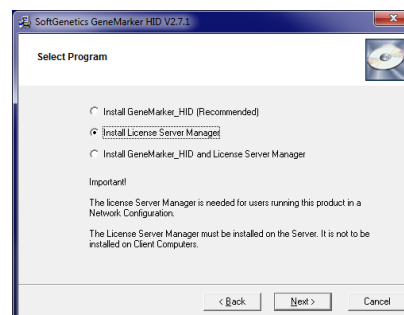 SoftGenetics GeneMarker HID V2.7.1
Select Program
Install GeneMarker_HID (Recommended)
Install License Server Manager
Install GeneMarker_HID and License Server Manager
Important!
The license Server Manager is needed for users running this product in a
Network Configuration.
The License Server Manager must be installed on the Server. It is not to be
installed on Client Computers.
< Back Next > Cancel